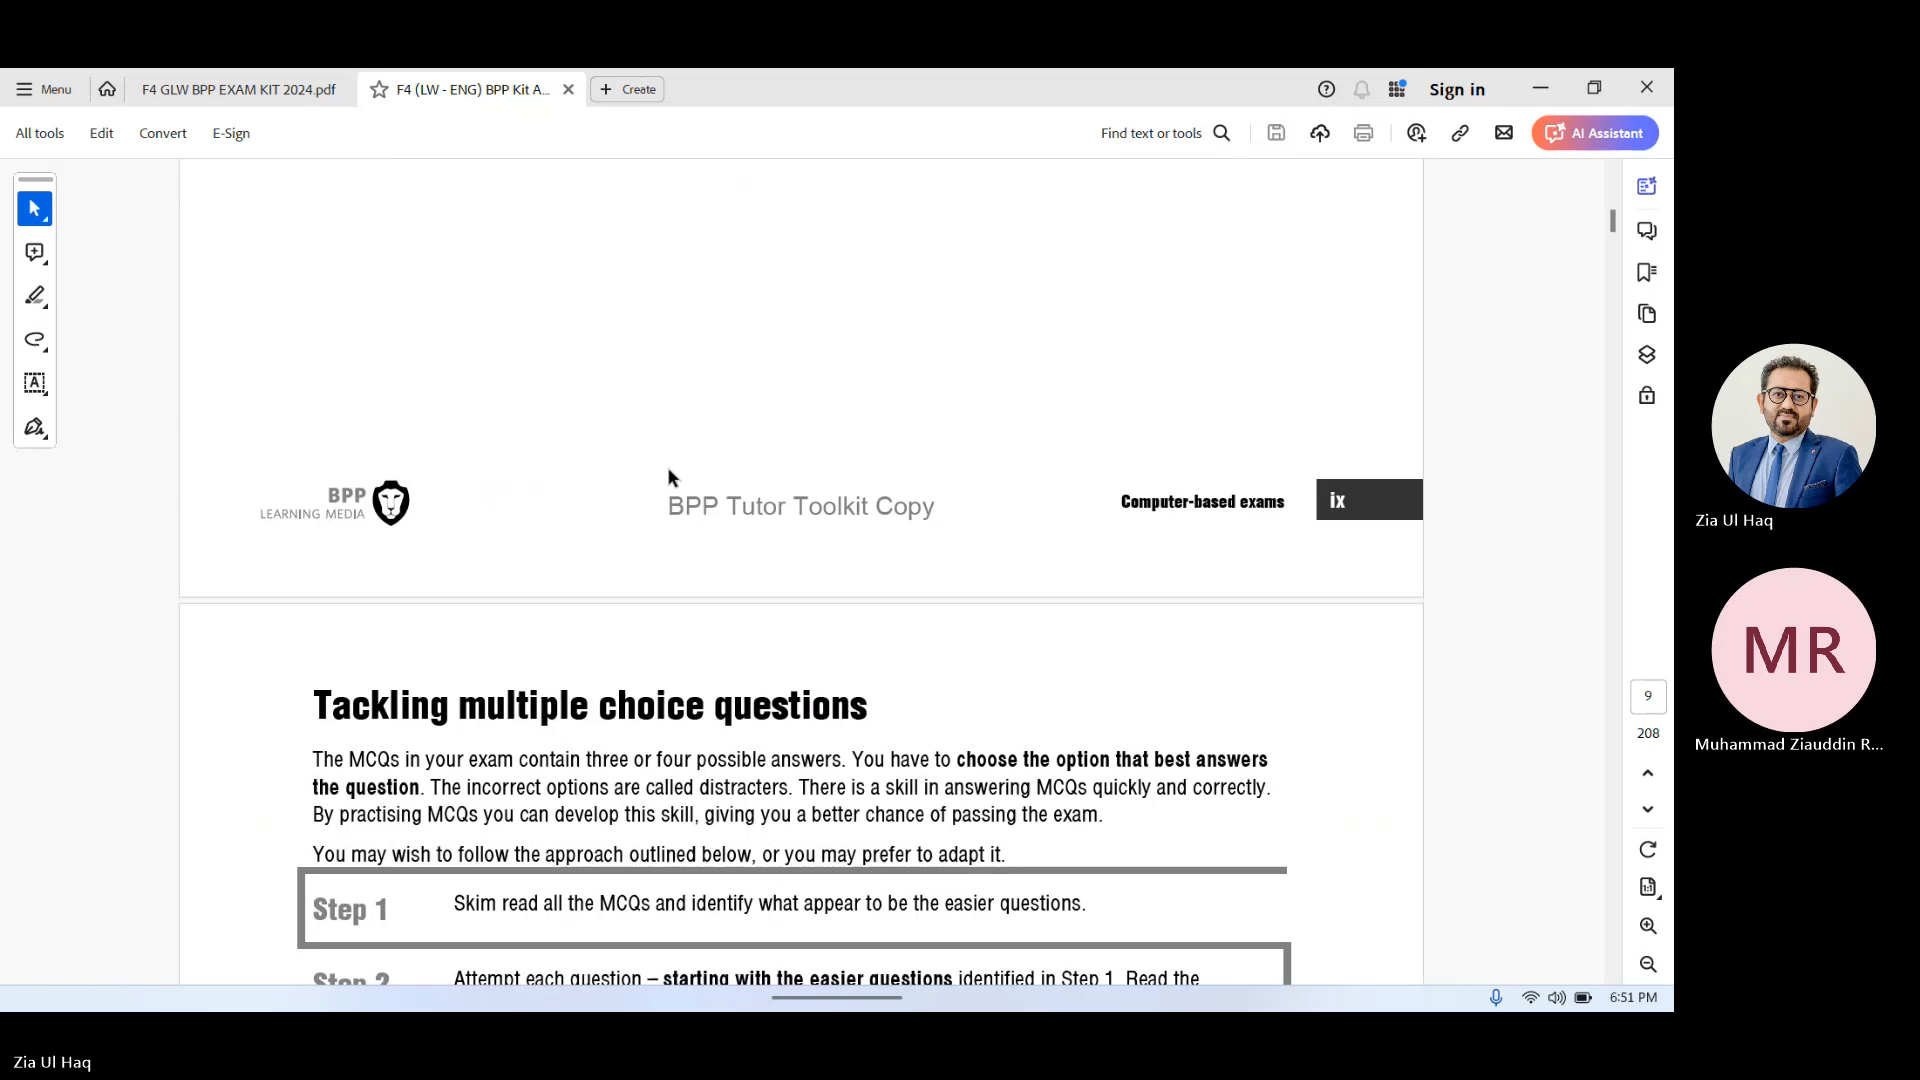 Menu
F4 GLW BPP EXAM KIT 2024.pdf
F4 (LW - ENG) BPP Kit A...
Create
Sign in
All tools
Edit
Convert
E-Sign
Find text or tools
AI Assistant
BPP
LEARNING MEDIA
BPP Tutor Toolkit Copy
Computer-based exams
ix
Tackling multiple choice questions
The MCQs in your exam contain three or four possible answers. You have to choose the option that best answers
the question. The incorrect options are called distracters. There is a skill in answering MCQs quickly and correctly.
By practising MCQs you can develop this skill, giving you a better chance of passing the exam.
You may wish to follow the approach outlined below, or you may prefer to adapt it.
Step 1
Skim read all the MCQs and identify what appear to be the easier questions.
Step 2
Attempt each question – starting with the easier questions identified in Step 1. Read the
9
208
1:1
6:51 PM
Zia Ul Haq
MR
Muhammad Ziauddin R...
Zia Ul Haq